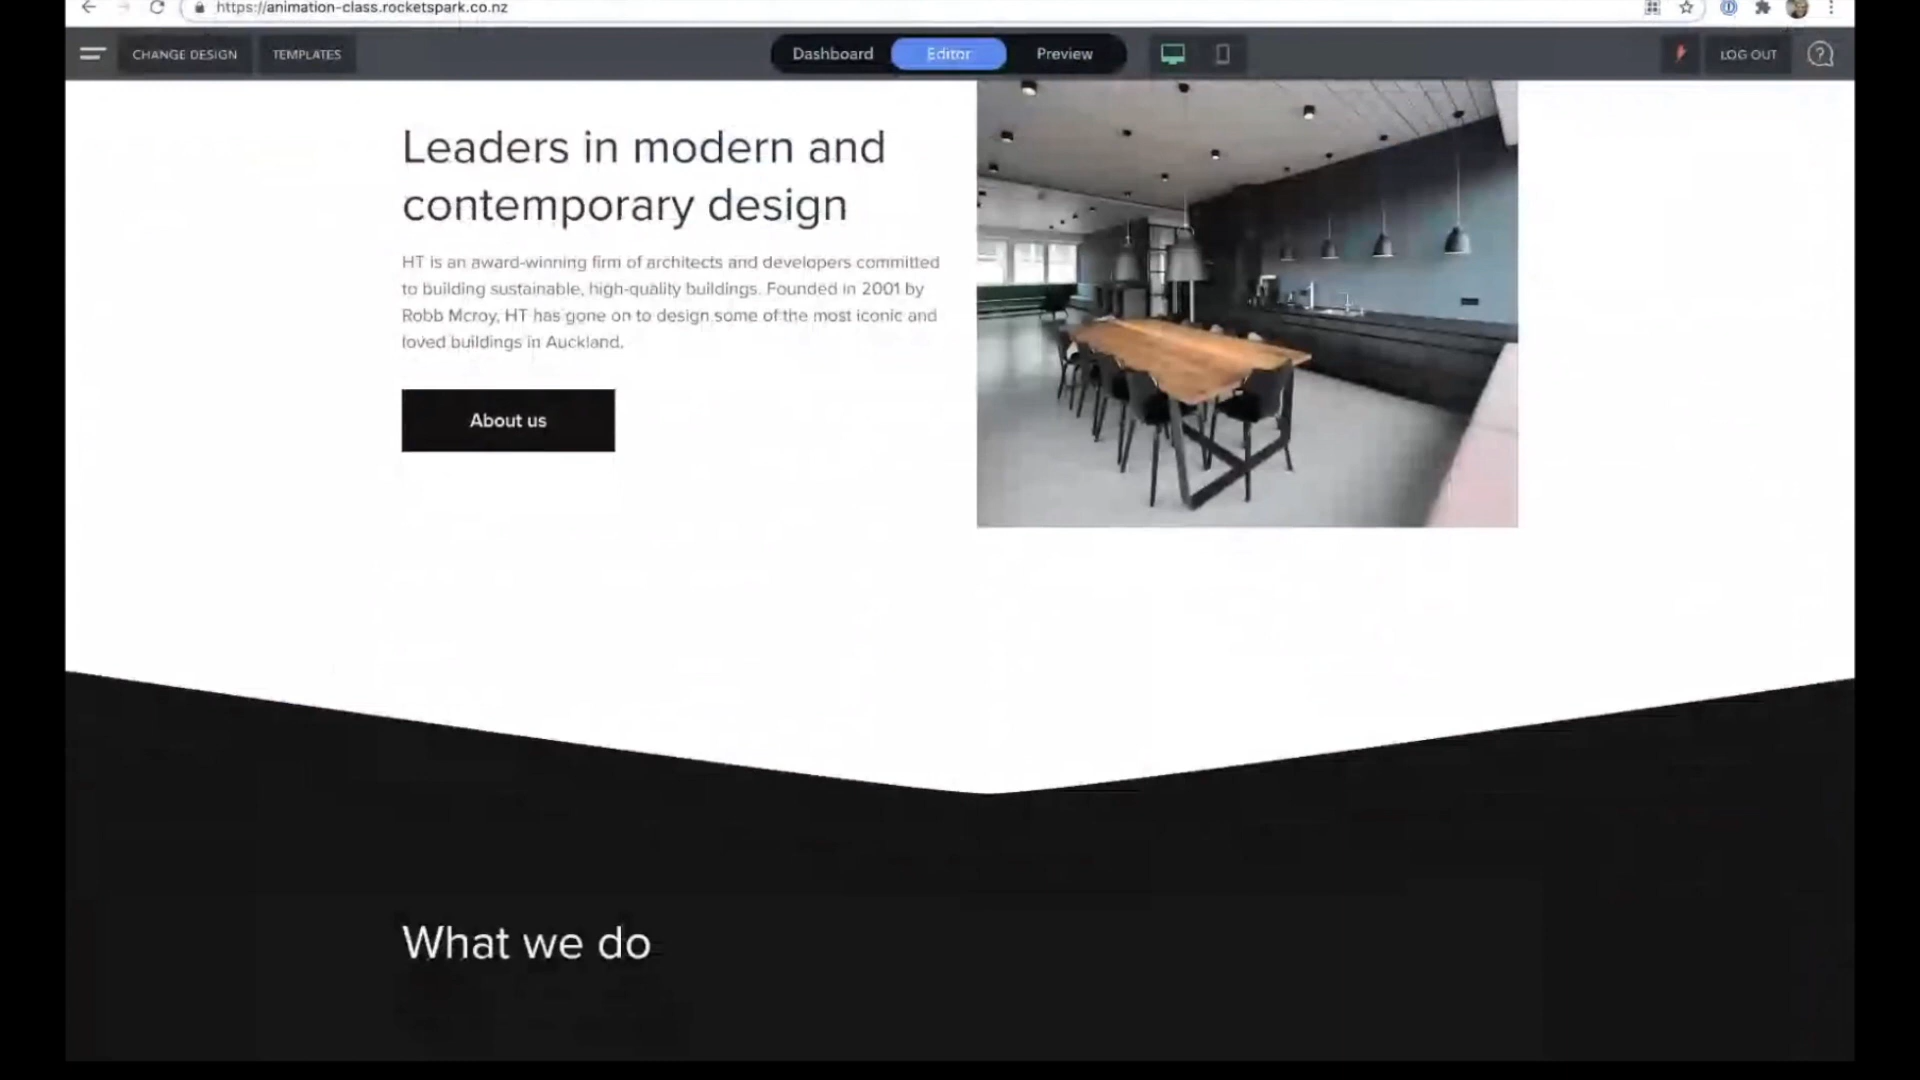 https://animation-class.rocketspark.co.nz
CHANGE DESIGN
TEMPLATES
Dashboard
Editor
Preview
LOG OUT
Leaders in modern and
contemporary design
HT is an award-winning firm of architects and developers committed
to building sustainable, high-quality buildings. Founded in 2001 by
Robb Mcroy, HT has gone on to design some of the most iconic and
loved buildings in Auckland.
About us
What we do